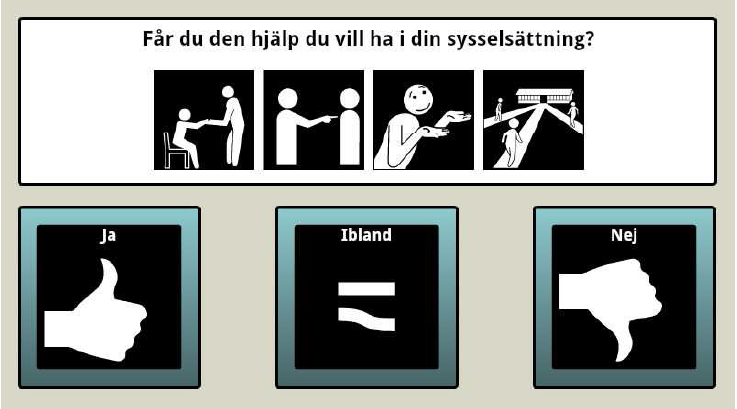 Får du den hjälp du vill ha i din sysselsättning?
Ja
Ibland
Nej